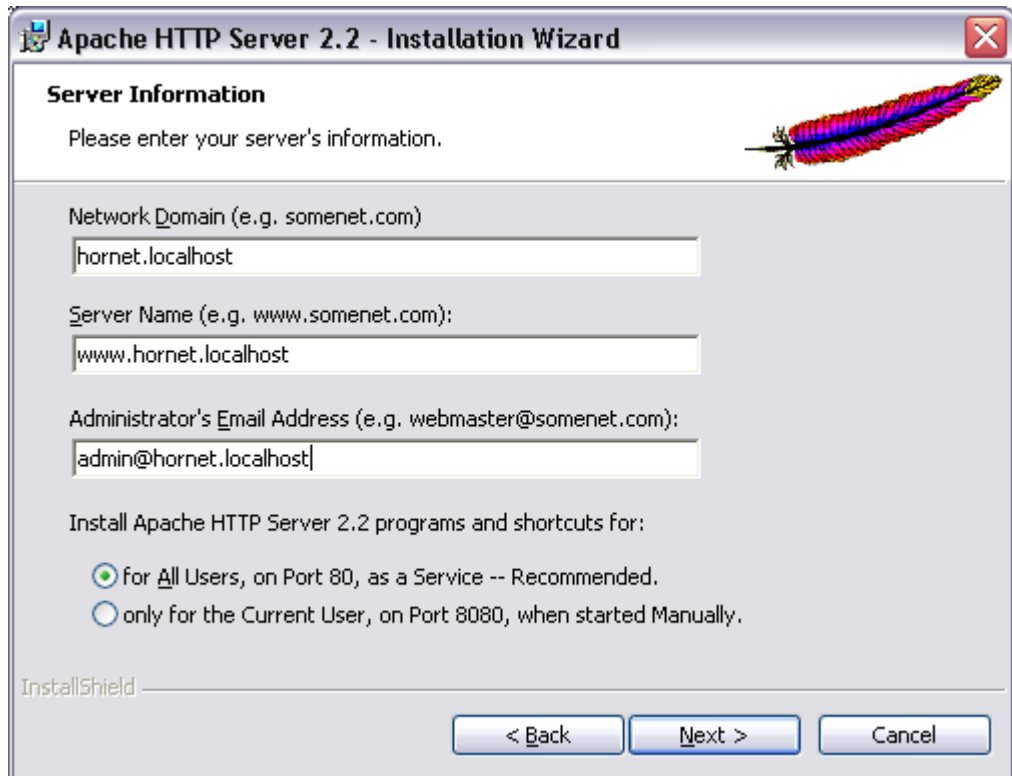 Apache HTTP Server 2.2 - Installation Wizard
Server Information
Please enter your server's information.
Network Domain (e.g. somenet.com)
hornet.localhost
Server Name (e.g. www.somenet.com):
www.hornet.localhost
Administrator's Email Address (e.g. webmaster@somenet.com):
admin@hornet.localhost
Install Apache HTTP Server 2.2 programs and shortcuts for:
for All Users, on Port 80, as a Service -- Recommended.
only for the Current User, on Port 8080, when started Manually.
InstallShield
< Back Next > Cancel